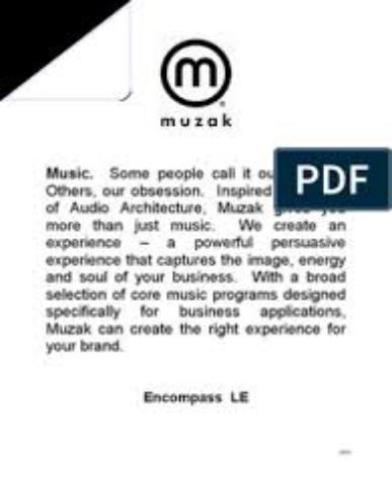 m
muzak
Music. Some people call it ou
Others, our obsession. Inspired
of Audio Architecture, Muzak gives you
more than just music. We create an
experience – a powerful persuasive
experience that captures the image, energy
and soul of your business. With a broad
selection of core music programs designed
specifically for business applications,
Muzak can create the right experience for
your brand.
PDF
Encompass LE